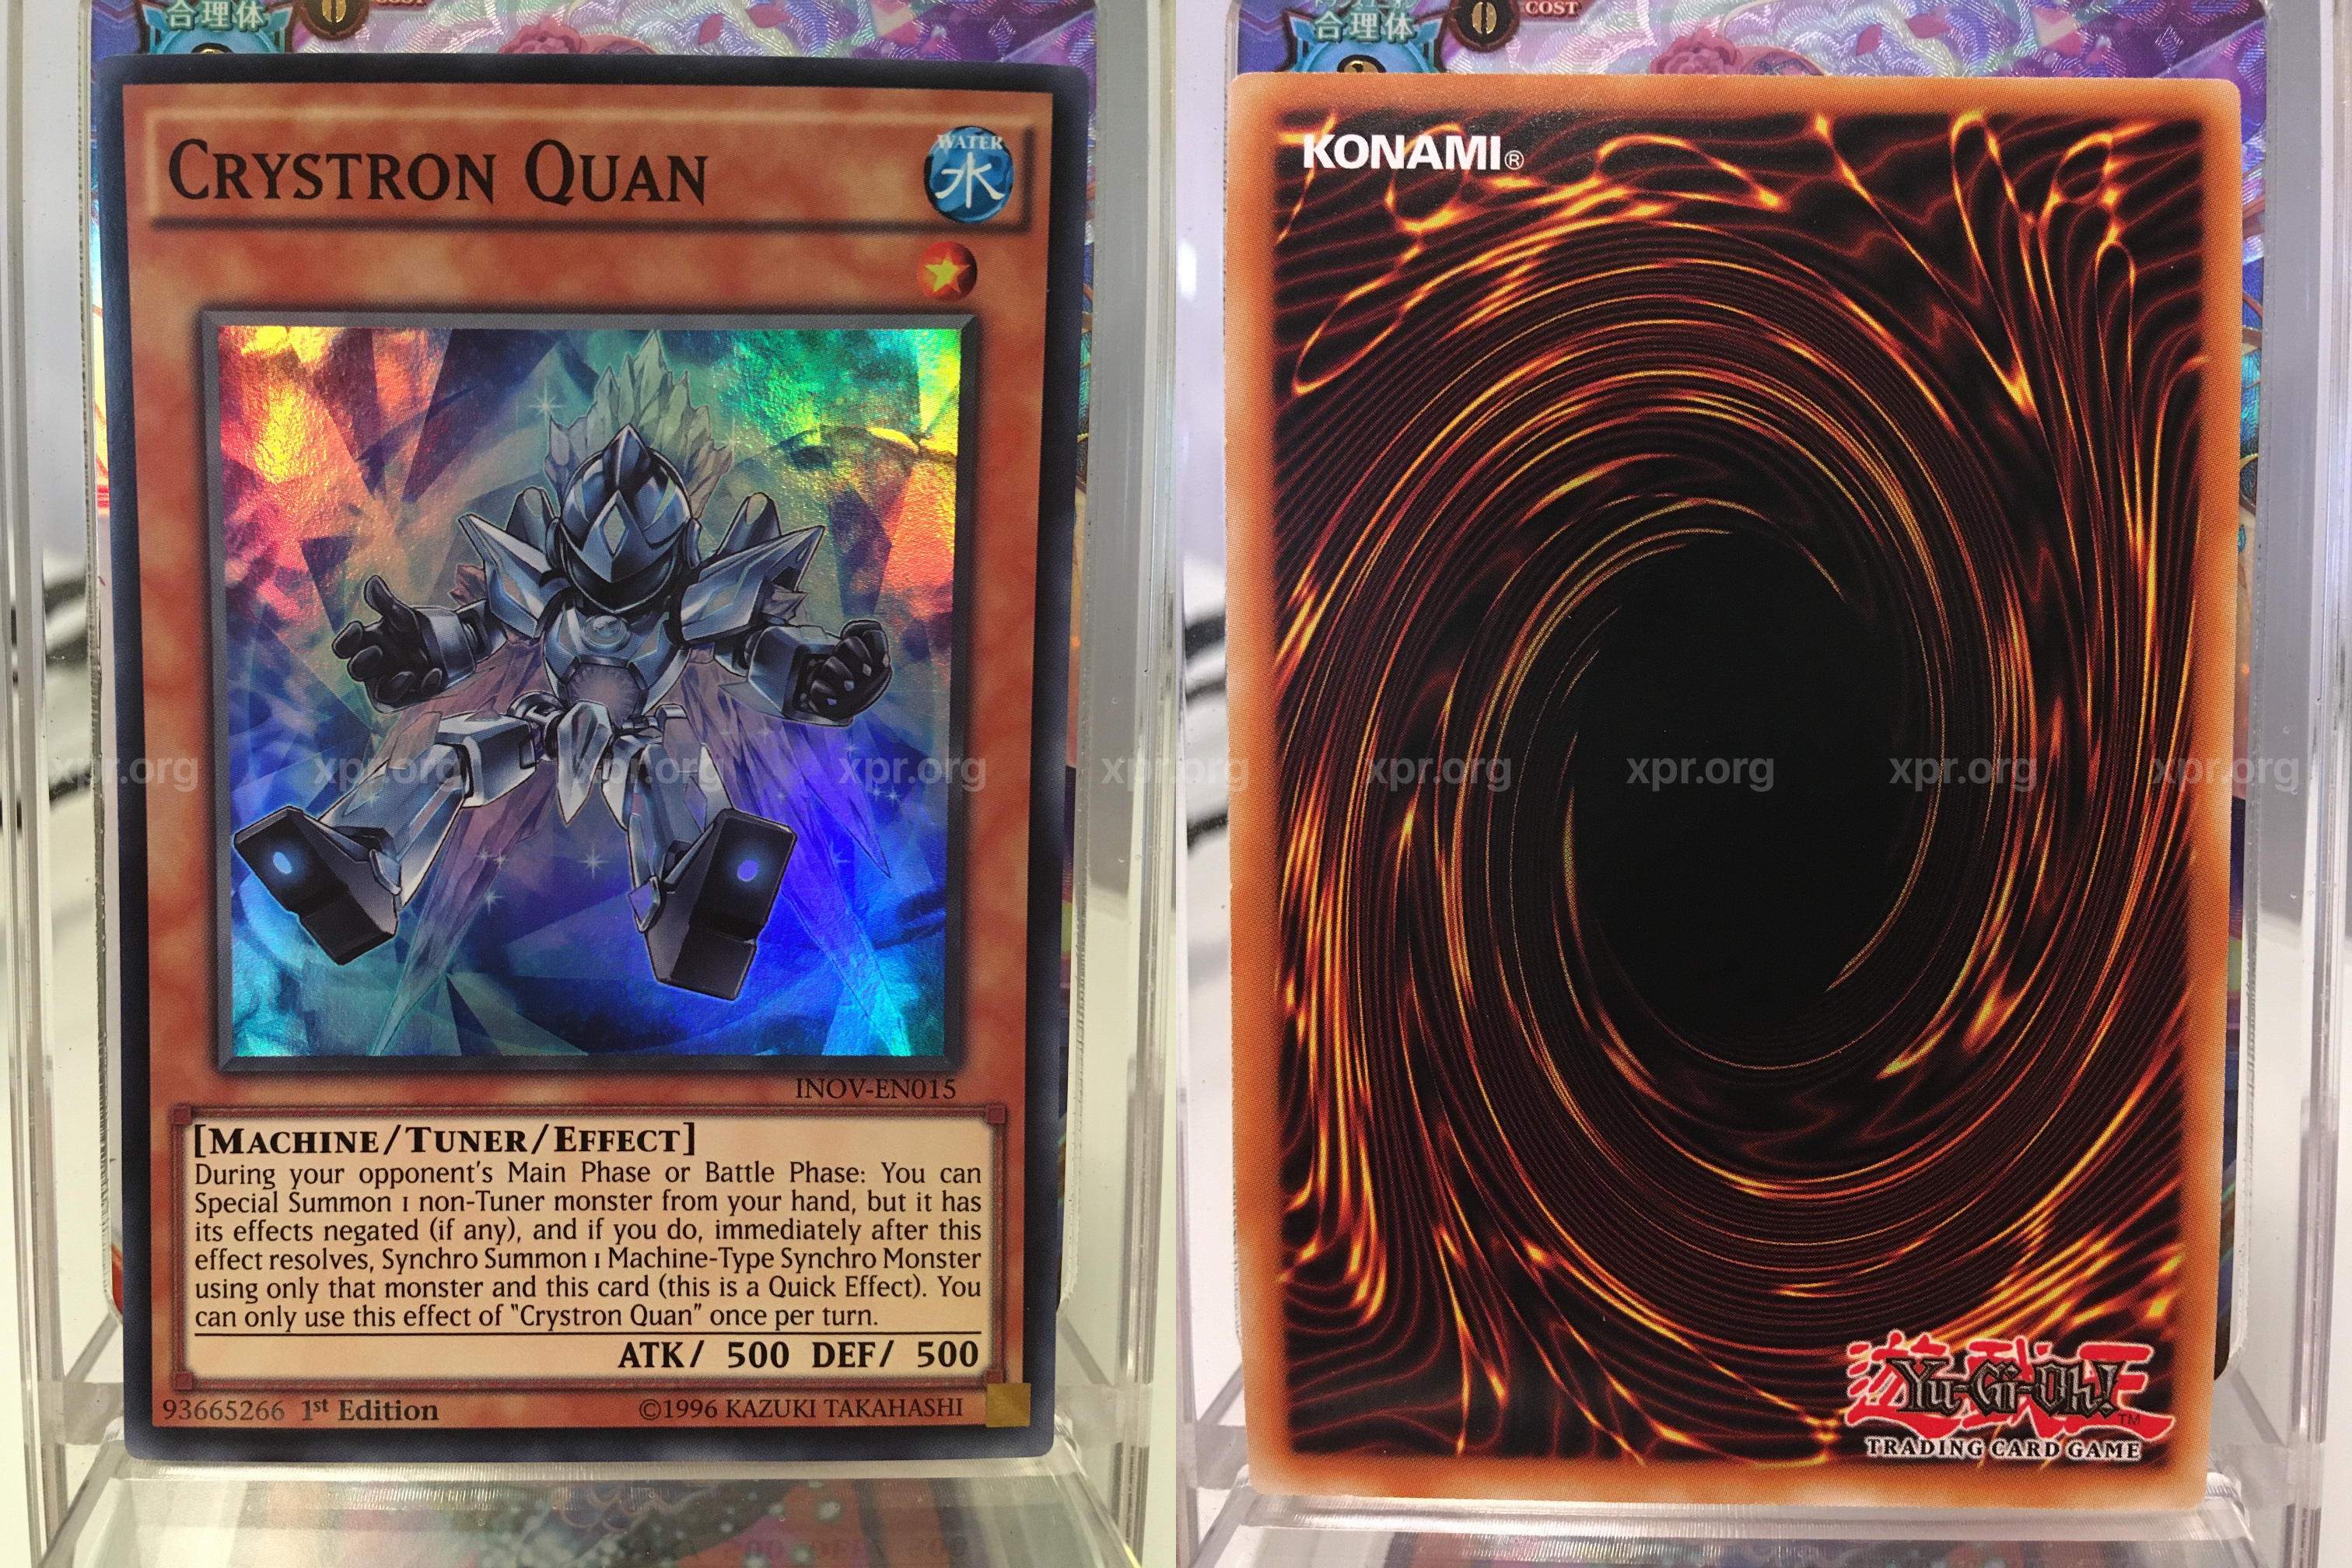 合理体
COST
CRYSTRON QUAN
WATER
水
INOV-EN015
[MACHINE/TUNER/EFFECT]
During your opponent's Main Phase or Battle Phase: You can
Special Summon 1 non-Tuner monster from your hand, but it has
its effects negated (if any), and if you do, immediately after this
effect resolves, Synchro Summon 1 Machine-Type Synchro Monster
using only that monster and this card (this is a Quick Effect). You
can only use this effect of "Crystron Quan" once per turn.
ATK/ 500 DEF/ 500
93665266 1st Edition ©1996 KAZUKI TAKAHASHI
合理体
COST
KONAMI®
遊戯王
Yu-Gi-Oh!
TM
TRADING CARD GAME
xpr.org xpr.org xpr.org xpr.org xpr.org xpr.org xpr.org xpr.org xpr.org